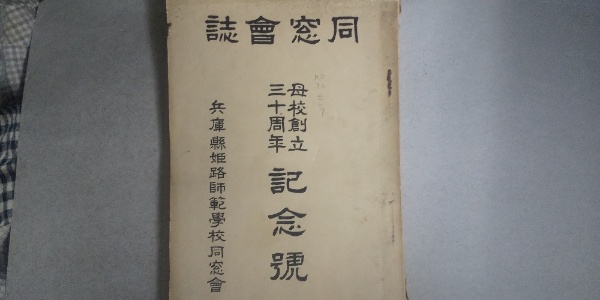 同窓會誌
母校創立
三十周年
記念號
兵庫縣姬路師範學校同窓會